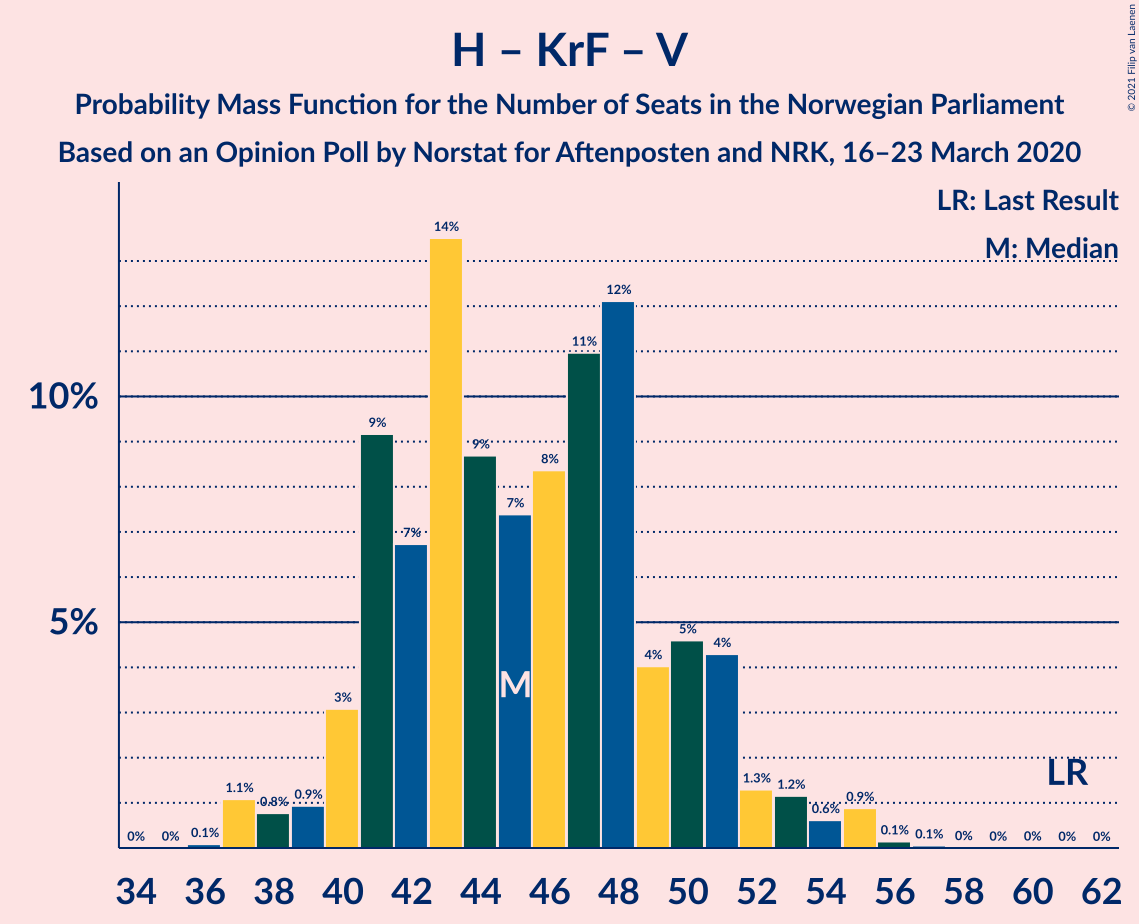 © 2021 Filip van Laenen
H – KrF – V
Probability Mass Function for the Number of Seats in the Norwegian Parliament
Based on an Opinion Poll by Norstat for Aftenposten and NRK, 16–23 March 2020
LR: Last Result
M: Median
10%
5%
0% 0% 0.1% 1.1% 0.8% 0.9% 3% 9% 7% 14% 9% 7% 8% 11% 12% 4% 5% 4% 1.3% 1.2% 0.6% 0.9% 0.1% 0.1% 0% 0% 0% 0% 0%
M
LR
34 36 38 40 42 44 46 48 50 52 54 56 58 60 62